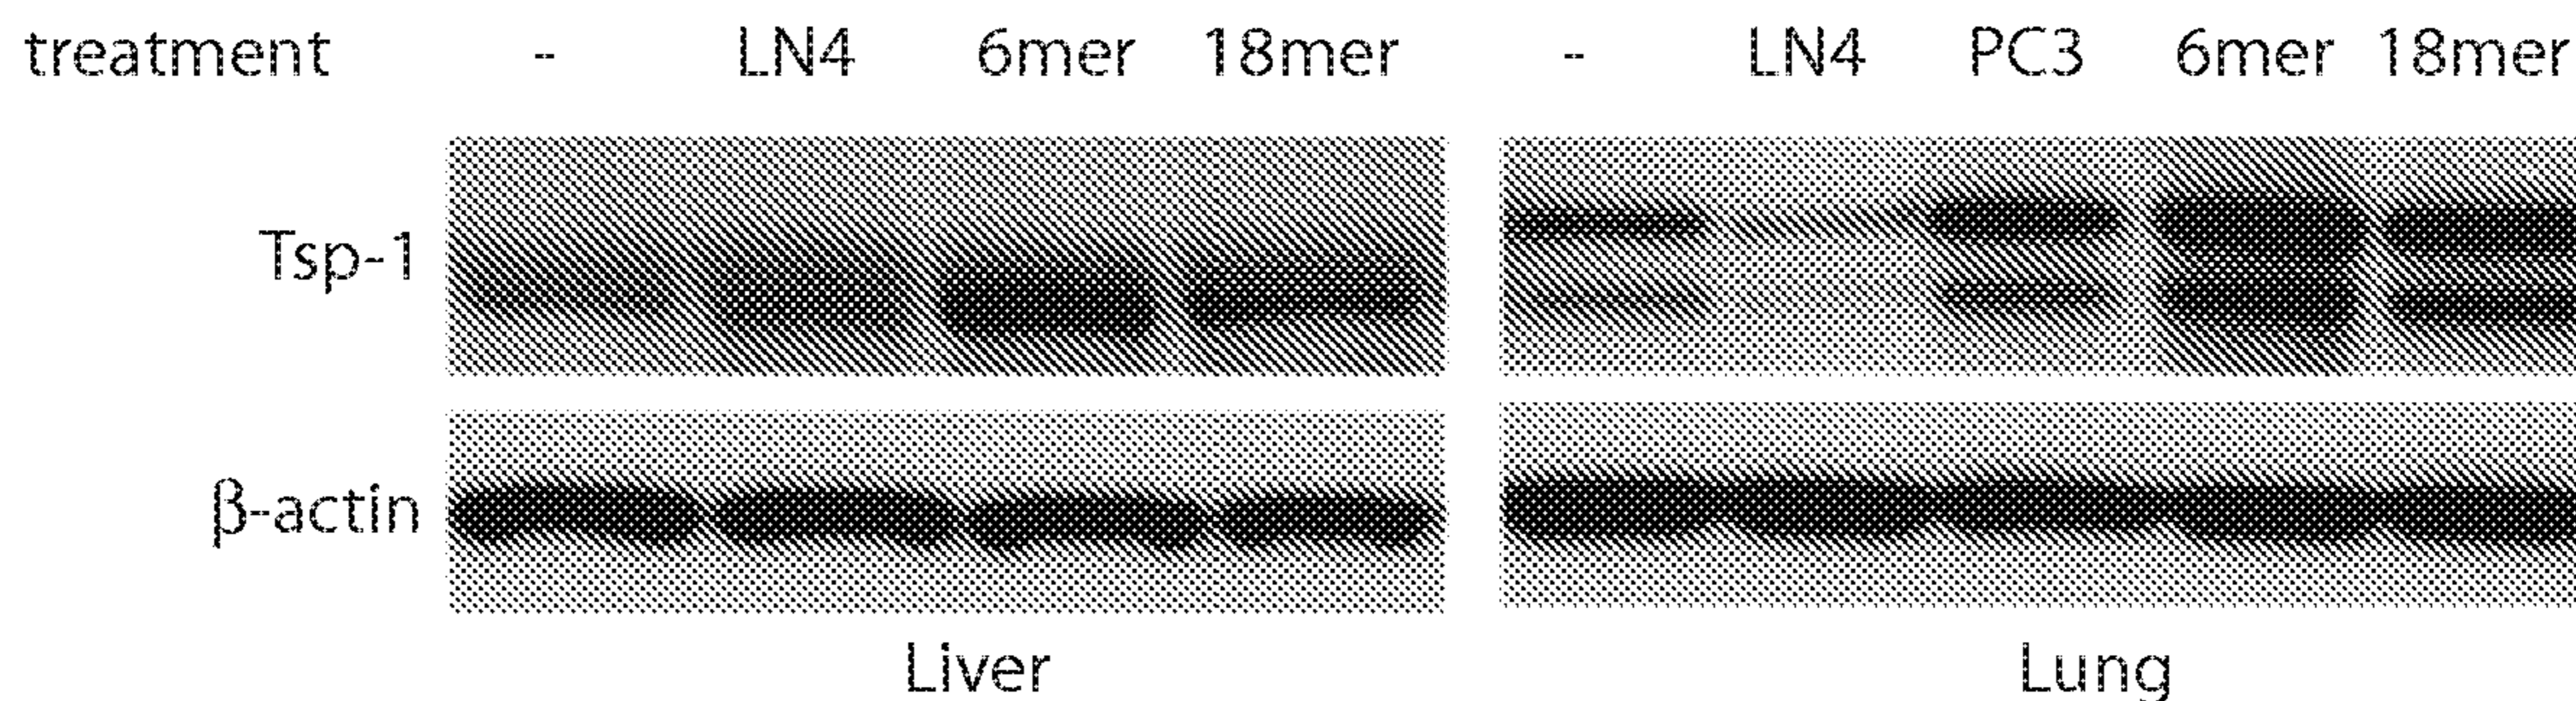 treatment - LN4 6mer 18mer - LN4 PC3 6mer 18mer
Tsp-1
β-actin
Liver Lung